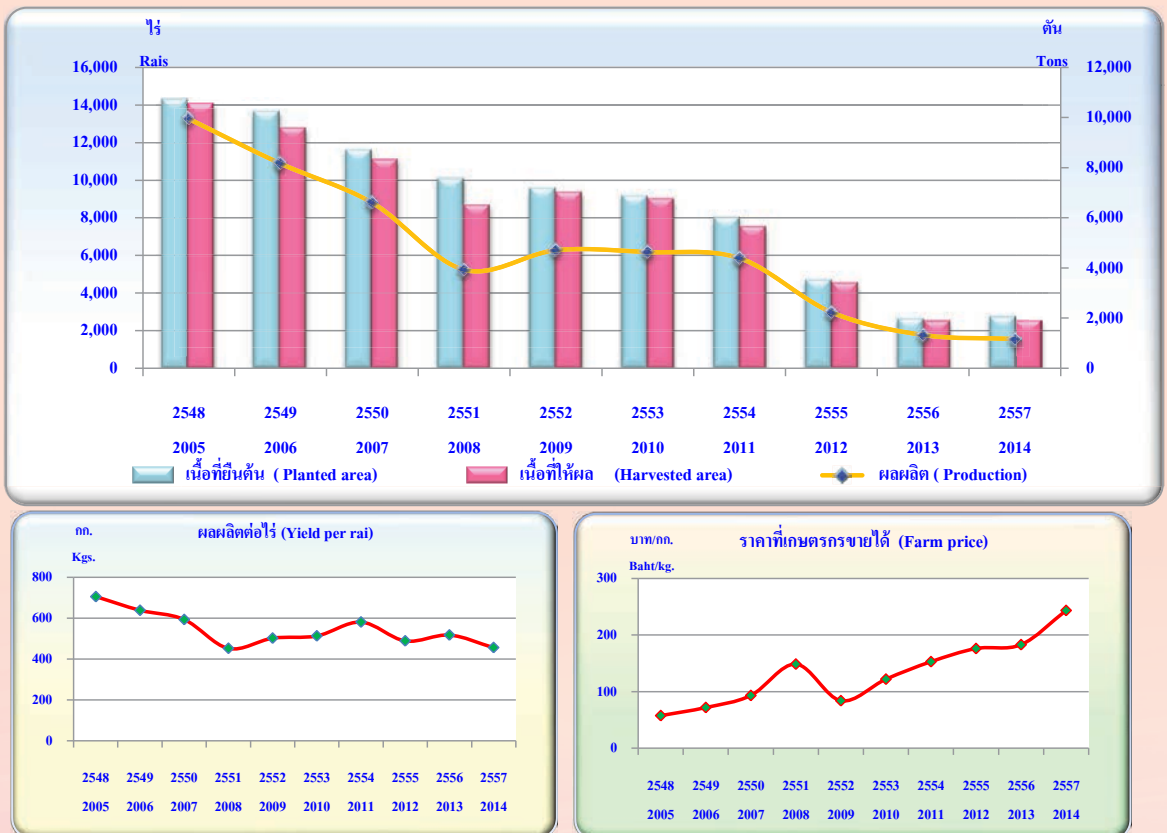 ไร่ ตัน
Rais Tons
16,000 12,000
14,000 10,000
12,000
10,000 8,000
8,000 6,000
6,000 4,000
4,000
2,000 2,000
0 0
2548 2549 2550 2551 2552 2553 2554 2555 2556 2557
2005 2006 2007 2008 2009 2010 2011 2012 2013 2014
เนื้อที่ยืนต้น ( Planted area) เนื้อที่ให้ผล (Harvested area) ผลผลิต ( Production)
กก. ผลผลิตต่อไร่ (Yield per rai)
Kgs.
800
600
400
200
0
2548 2549 2550 2551 2552 2553 2554 2555 2556 2557
2005 2006 2007 2008 2009 2010 2011 2012 2013 2014
บาท/กก. ราคาที่เกษตรกรขายได้ (Farm price)
Baht/kg.
300
200
100
0
2548 2549 2550 2551 2552 2553 2554 2555 2556 2557
2005 2006 2007 2008 2009 2010 2011 2012 2013 2014